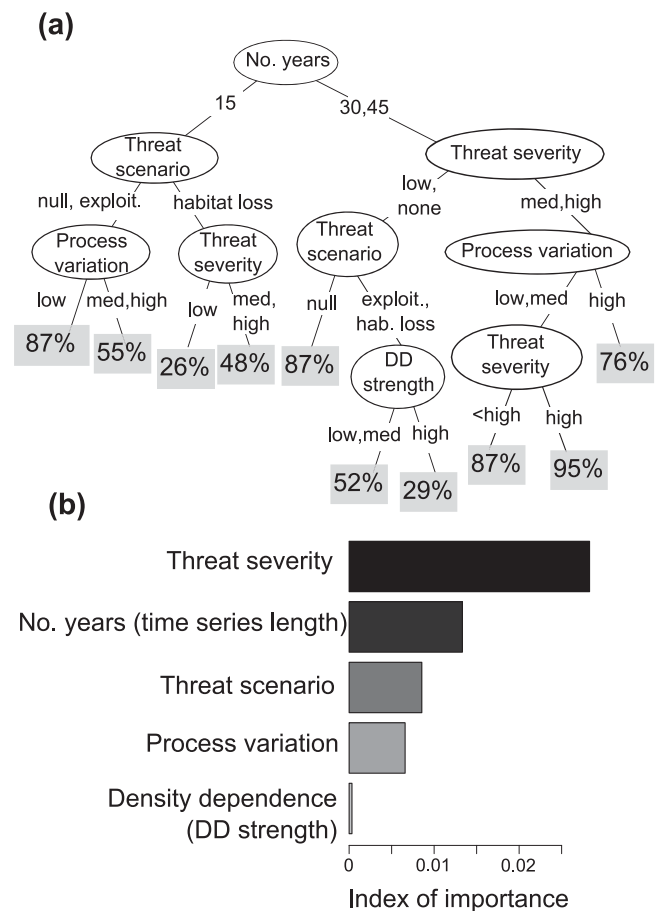 (a)
No. years
15
30,45
Threat
scenario
Threat severity
null, exploit.
habitat loss
low,
none
med,high
Process
variation
Threat
severity
Threat
scenario
Process variation
low
med,high
low
med,
high
null
exploit.,
hab. loss
low,med
high
87%
55%
26%
48%
87%
DD
strength
Threat
severity
76%
low,med
high
<high
high
52%
29%
87%
95%
(b)
Threat severity
No. years (time series length)
Threat scenario
Process variation
Density dependence
(DD strength)
0
0.01
0.02
Index of importance